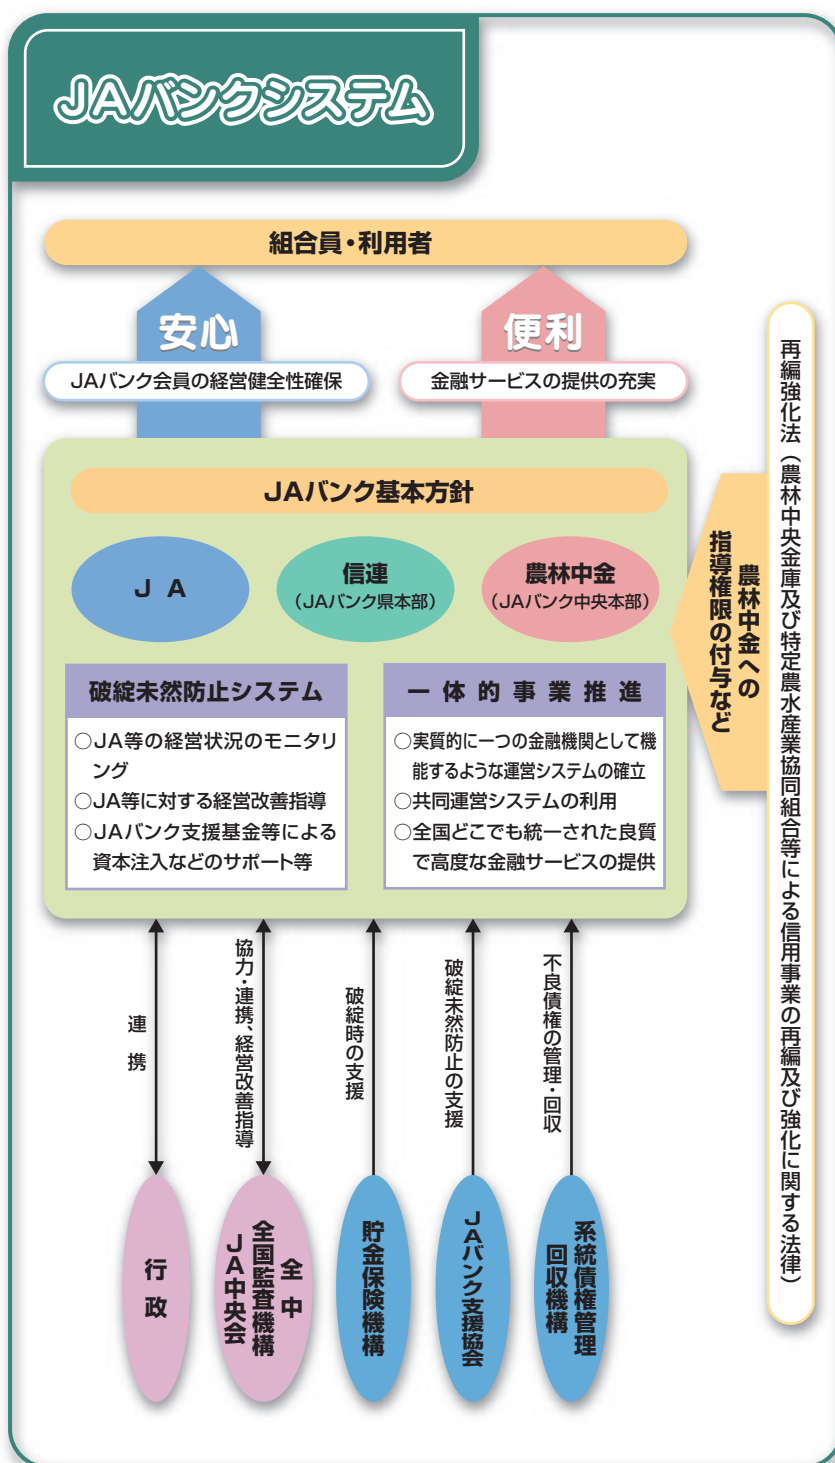 JAバンクシステム
組合員・利用者
安心
便利
JAバンク会員の経営健全性確保
金融サービスの提供の充実
JAバンク基本方針
J A
信連
（JAバンク県本部）
農林中金
（JAバンク中央本部）
破綻未然防止システム
○JA等の経営状況のモニタリ
ング
○JA等に対する経営改善指導
○JAバンク支援基金等による
資本注入などのサポート等
一体的事業推進
○実質的に一つの金融機関として機
能するような運営システムの確立
○共同運営システムの利用
○全国どこでも統一された良質
で高度な金融サービスの提供
農林中金への
指導権限の付与など
再編強化法（農林中央金庫及び特定農水産業協同組合等による信用事業の再編及び強化に関する法律）
連携
協力・連携、経営改善指導
破綻時の支援
破綻未然防止の支援
不良債権の管理・回収
行政
全中
全国監査機構
JA中央会
貯金保険機構
JAバンク支援協会
系統債権管理
回収機構